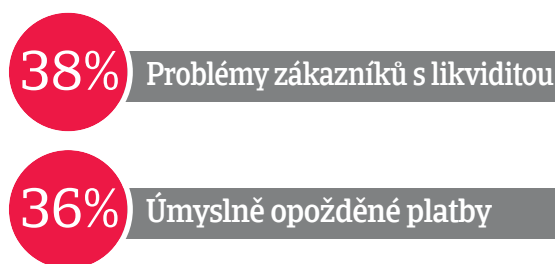 38% Problémy zákazníků s likviditou
36% Úmyslně opožděné platby